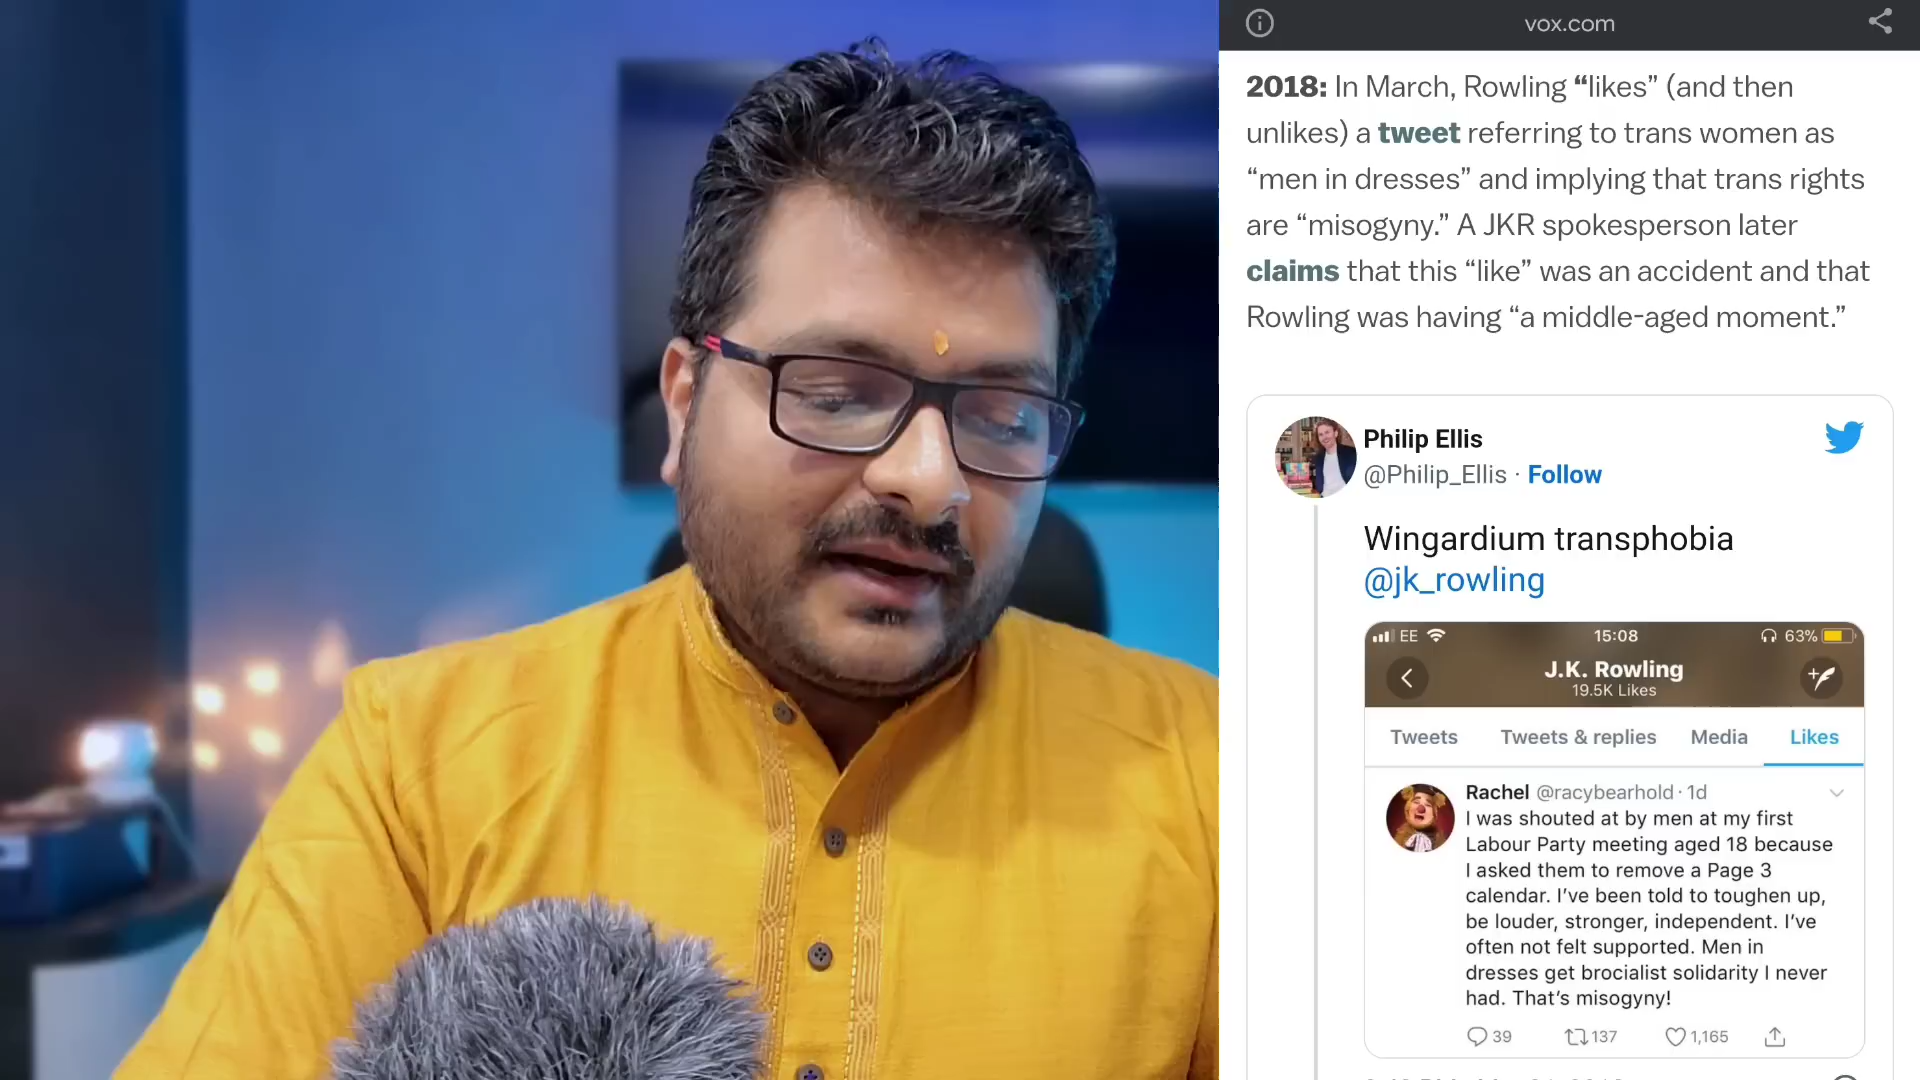 vox.com
2018: In March, Rowling “likes” (and then
unlikes) a tweet referring to trans women as
“men in dresses” and implying that trans rights
are “misogyny.” A JKR spokesperson later
claims that this “like” was an accident and that
Rowling was having “a middle-aged moment.”
Philip Ellis
@Philip_Ellis · Follow
Wingardium transphobia
@jk_rowling
EE 15:08 63%
J.K. Rowling
19.5K Likes
Tweets Tweets & replies Media Likes
Rachel @racybearhold · 1d
I was shouted at by men at my first
Labour Party meeting aged 18 because
I asked them to remove a Page 3
calendar. I’ve been told to toughen up,
be louder, stronger, independent. I’ve
often not felt supported. Men in
dresses get brocialist solidarity I never
had. That’s misogyny!
39 137 1,165